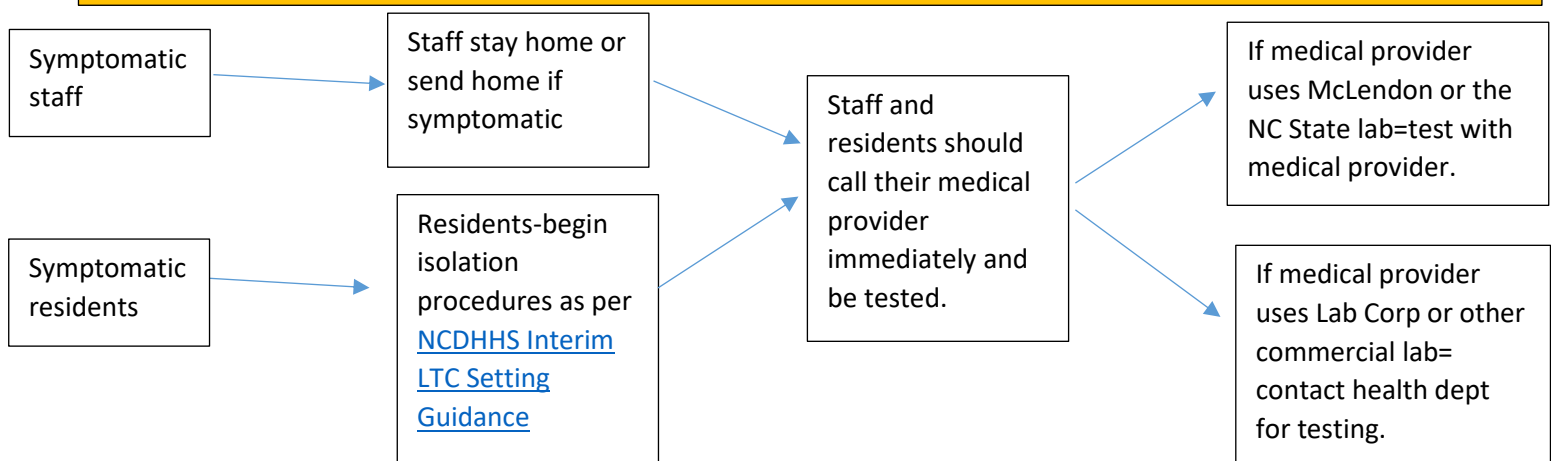 Symptomatic
staff
Staff stay home or
send home if
symptomatic
Symptomatic
residents
Residents-begin
isolation
procedures as per
NCDHHS Interim
LTC Setting
Guidance
Staff and
residents should
call their medical
provider
immediately and
be tested.
If medical provider
uses McLendon or the
NC State lab=test with
medical provider.
If medical provider
uses Lab Corp or other
commercial lab=
contact health dept
for testing.